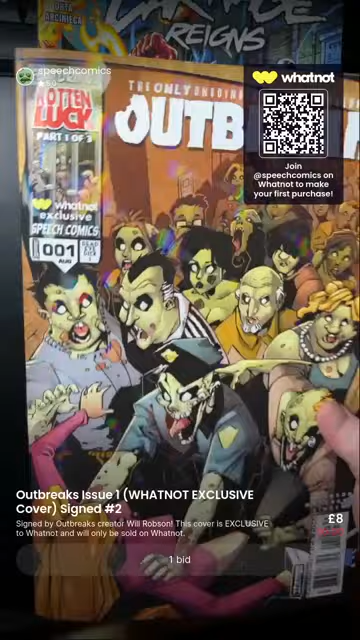 CARNAGE
REIGNS
speechcomics
whatnot
THE ONLY ONGOING
OUTB
ROTTEN
LUCK
PART 1 OF 3
whatnot
exclusive
SPEECH COMICS
001
AUG
Join
@speechcomics on
Whatnot to make
your first purchase!
Outbreaks Issue 1 (WHATNOT EXCLUSIVE
Cover) Signed #2
£8
Signed by Outbreaks creator Will Robson! This cover is EXCLUSIVE
to Whatnot and will only be sold on Whatnot.
1 bid